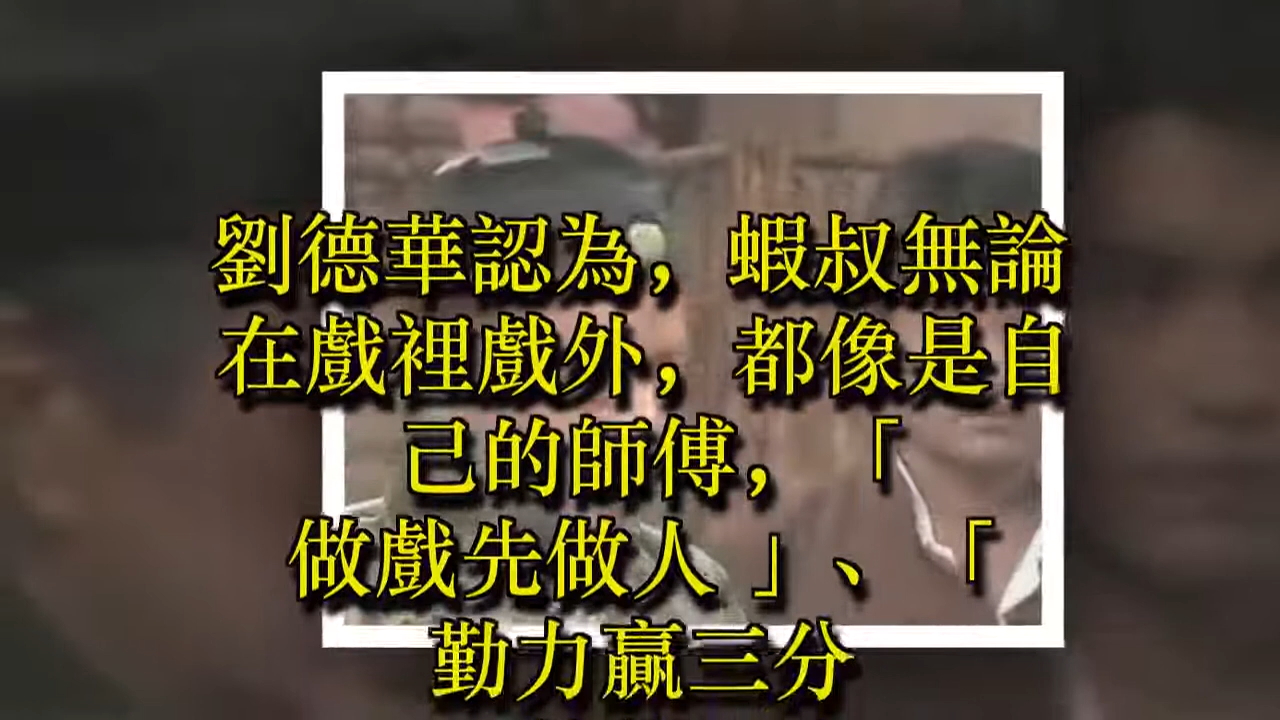 劉德華認為，蝦叔無論
在戲裡戲外，都像是自
己的師傅，「
做戲先做人」、「
勤力贏三分